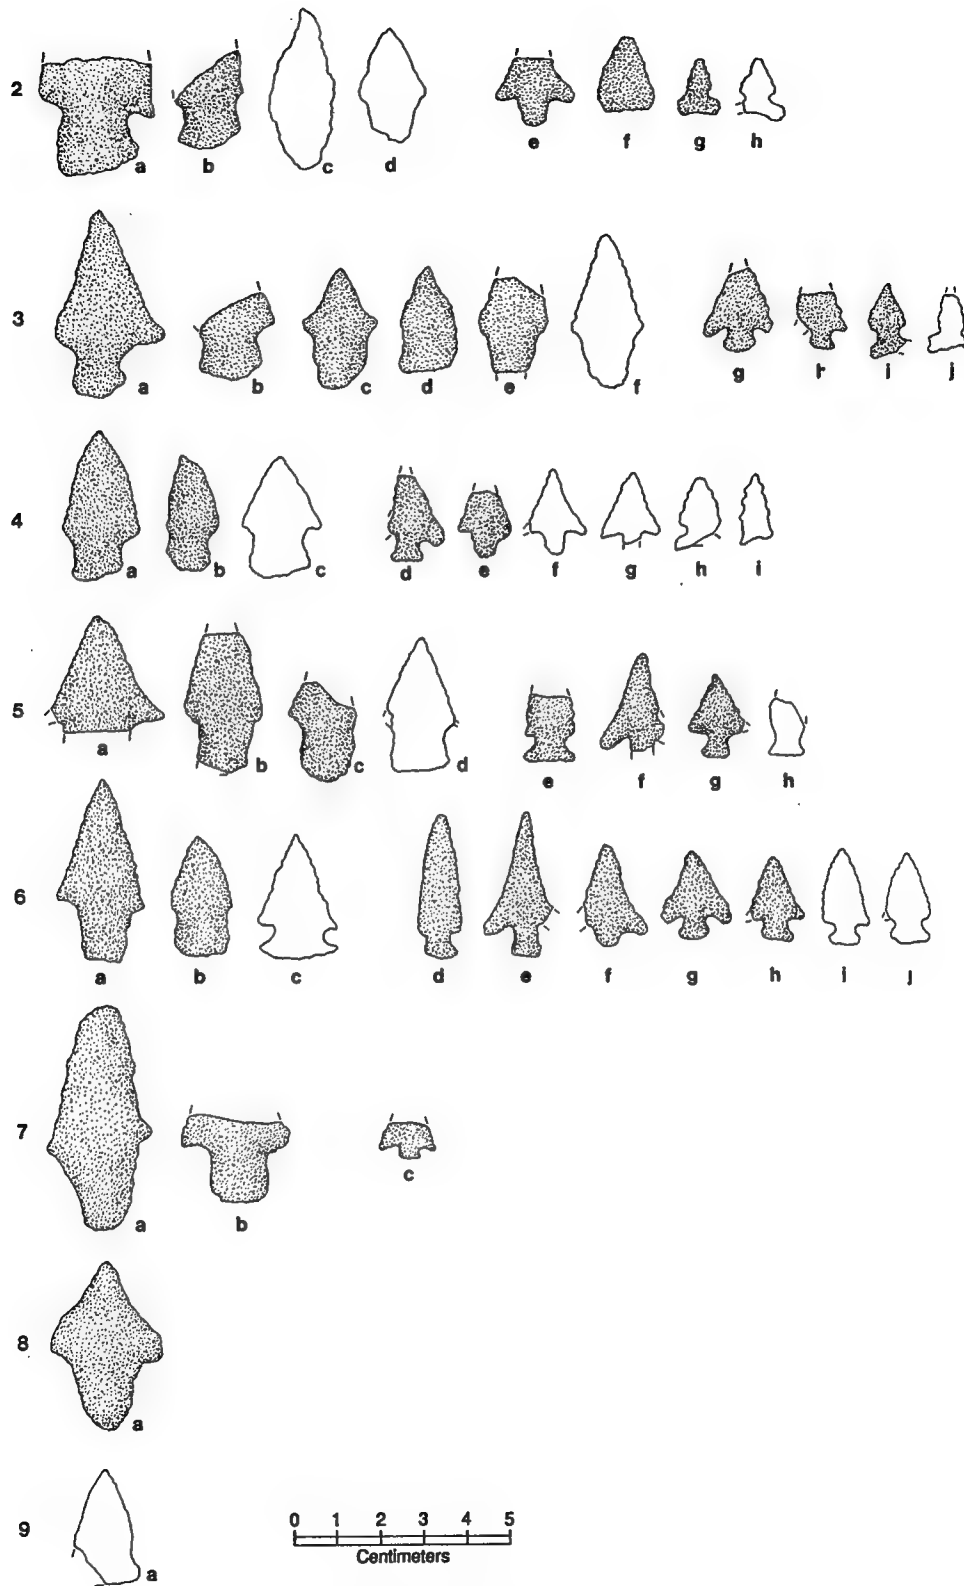 2
a b c d e f g h
3
a b c d e f g h i j
4
a b c d e f g h i
5
a b c d e f g h
6
a b c d e f g h i j
7
a b c
8
a
9
a
0 1 2 3 4 5
Centimeters